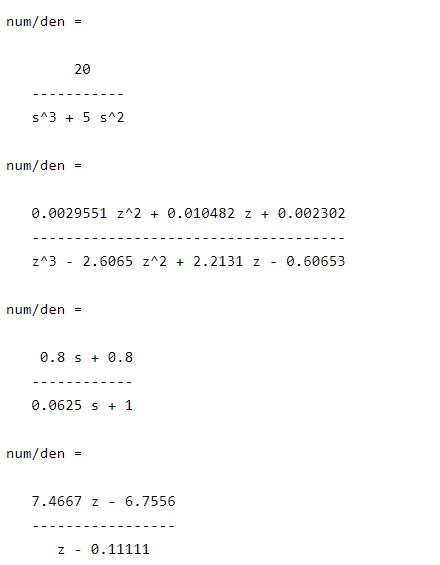 num/den =
20
-----------
s^3 + 5 s^2
num/den =
0.0029551 z^2 + 0.010482 z + 0.002302
-------------------------------------
z^3 - 2.6065 z^2 + 2.2131 z - 0.60653
num/den =
0.8 s + 0.8
------------
0.0625 s + 1
num/den =
7.4667 z - 6.7556
-----------------
z - 0.11111